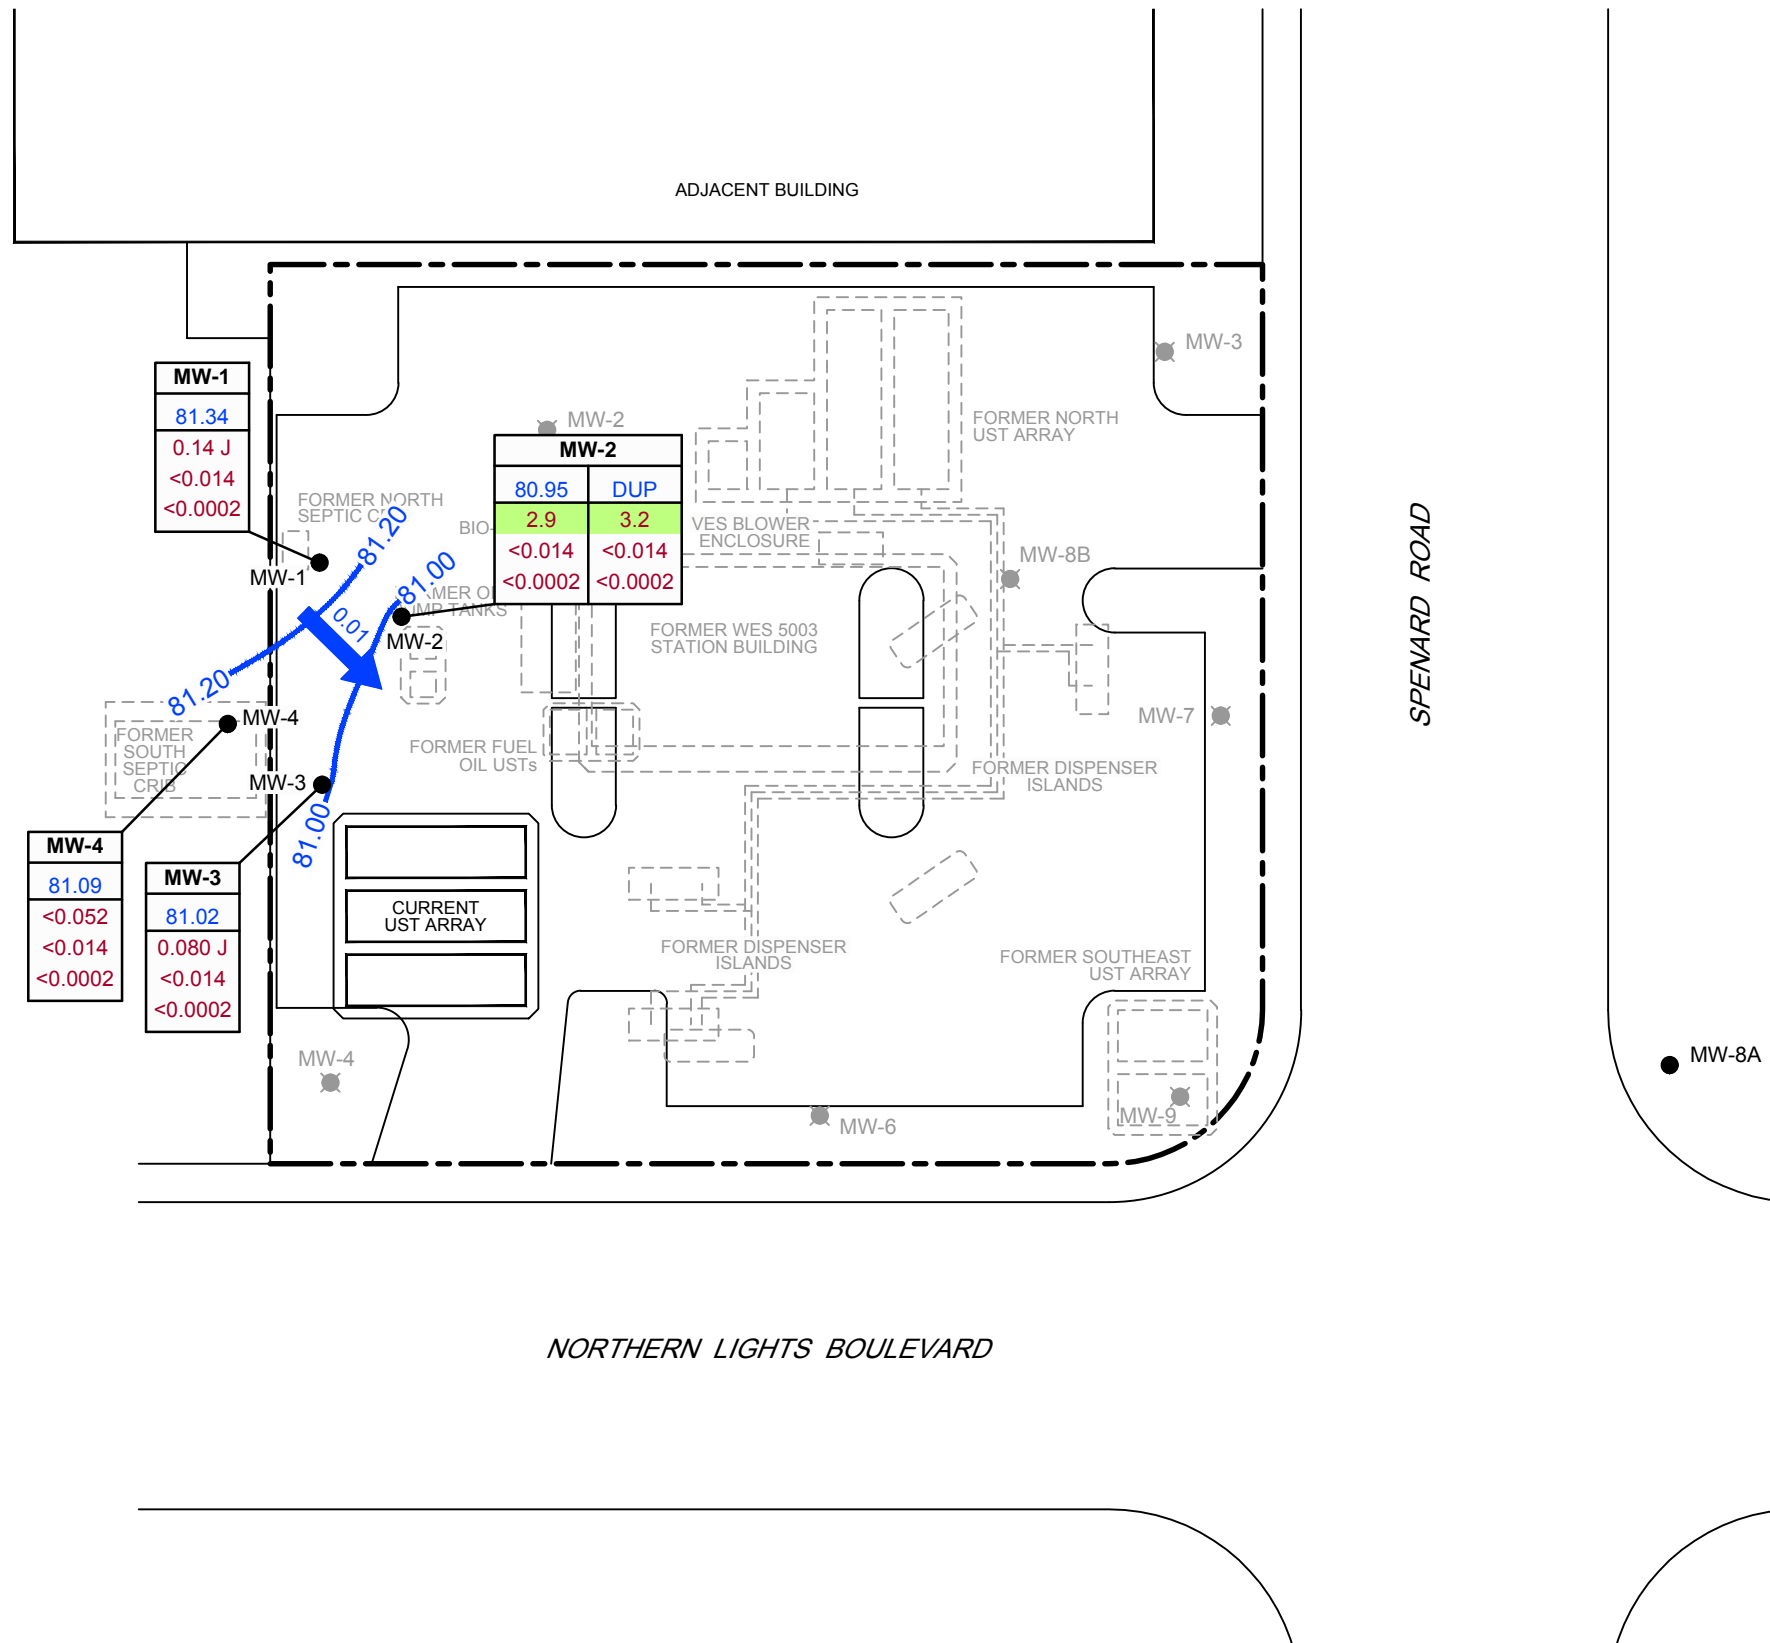 ADJACENT BUILDING
MW-3
MW-1
81.34
0.14 J
<0.014
<0.0002
MW-2
FORMER NORTH
UST ARRAY
MW-2
80.95 DUP
2.9 3.2
<0.014 <0.014
<0.0002 <0.0002
FORMER NORTH
SEPTIC
81.20
BIO-
VES BLOWER
ENCLOSURE
MW-8B
SPENARD ROAD
MW-1
81.00
TANKS
0.01
MW-2
FORMER WES 5003
STATION BUILDING
81.20
MW-4
MW-7
FORMER
SOUTH
SEPTIC
CRIB
FORMER FUEL
OIL USTs
MW-3
FORMER DISPENSER
ISLANDS
81.00
MW-4
81.09
<0.052
<0.014
<0.0002
MW-3
81.02
0.080 J
<0.014
<0.0002
CURRENT
UST ARRAY
FORMER DISPENSER
ISLANDS
FORMER SOUTHEAST
UST ARRAY
MW-4
MW-6
MW-9
MW-8A
NORTHERN LIGHTS BOULEVARD